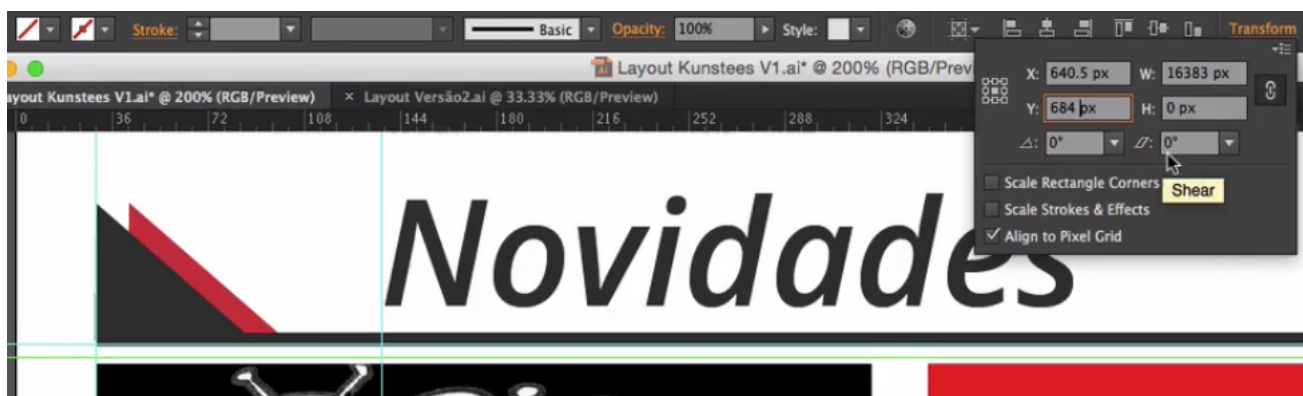 Stroke: Basic Opacity: 100% Style: Transform
Layout Kunstees V1.ai* @ 200% (RGB/Prev
ayout Kunstees V1.ai* @ 200% (RGB/Preview) × Layout Versão2.ai @ 33.33% (RGB/Preview)
0 36 72 108 144 180 216 252 288 324
X: 640.5 px W: 16383 px
Y: 684 px H: 0 px
0° 0°
Scale Rectangle Corners
Shear
Scale Strokes & Effects
Align to Pixel Grid
Novidades